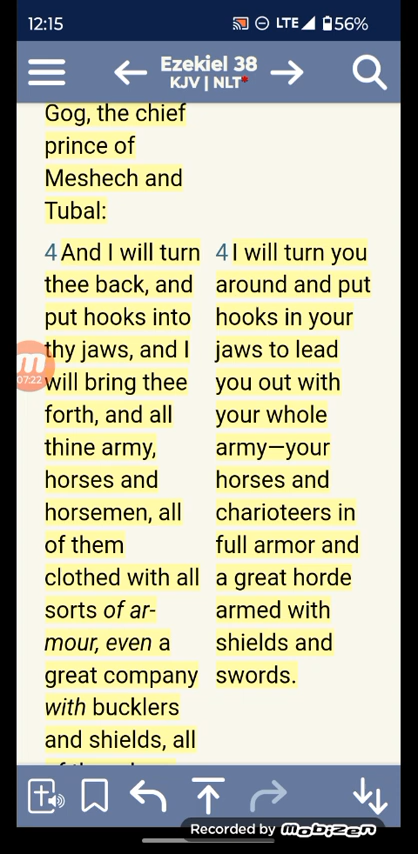 12:15
LTE 56%
Ezekiel 38
KJV | NLT*
Gog, the chief
prince of
Meshech and
Tubal:
4 And I will turn
thee back, and
put hooks into
thy jaws, and I
will bring thee
forth, and all
thine army,
horses and
horsemen, all
of them
clothed with all
sorts of ar-
mour, even a
great company
with bucklers
and shields, all
4 I will turn you
around and put
hooks in your
jaws to lead
you out with
your whole
army—your
horses and
charioteers in
full armor and
a great horde
armed with
shields and
swords.
m
07:22
Recorded by mobizen